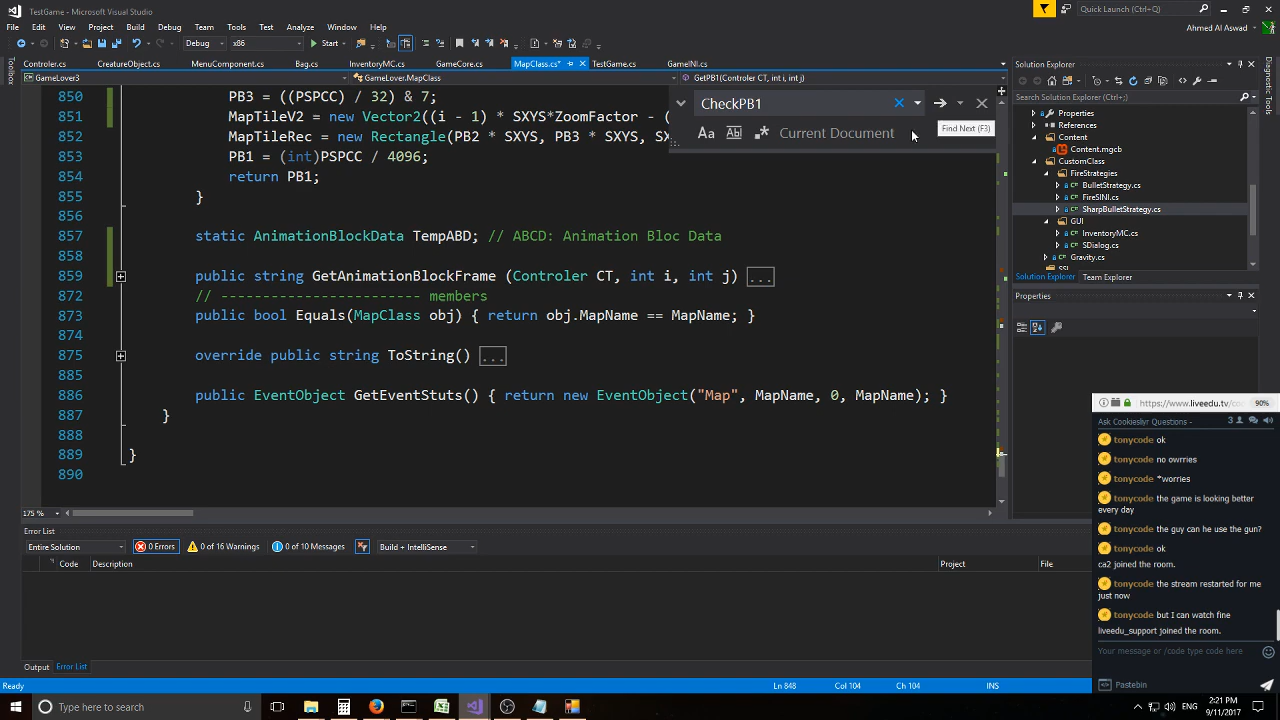 TestGame - Microsoft Visual Studio
Quick Launch (Ctrl+Q)
File Edit View Project Build Debug Team Tools Test Analyze Window Help
Ahmed Al Aswad
Debug x86 Start
Controler.cs CreatureObject.cs MenuComponent.cs Bag.cs InventoryMC.cs GameCore.cs MapClass.cs* TestGame.cs GameINI.cs
GameLover3 GameLover.MapClass GetPB1(Controler CT, int i, int j)
Toolbox
850 PB3 = ((PSPCC) / 32) & 7;
851 MapTileV2 = new Vector2((i - 1) * SXYS*ZoomFactor - (
852 MapTileRec = new Rectangle(PB2 * SXYS, PB3 * SXYS, SX
853 PB1 = (int)PSPCC / 4096;
854 return PB1;
855 }
856
857 static AnimationBlockData TempABD; // ABCD: Animation Bloc Data
858
859 public string GetAnimationBlockFrame (Controler CT, int i, int j) ...
872 // ------------------------ members
873 public bool Equals(MapClass obj) { return obj.MapName == MapName; }
874
875 override public string ToString() ...
885
886 public EventObject GetEventStuts() { return new EventObject("Map", MapName, 0, MapName); }
887 }
888
889 }
890
175 %
CheckPB1
Aa Ab Current Document
Find Next (F3)
Solution Explorer
Search Solution Explorer (Ctrl+;)
Properties
References
Content
Content.mgcb
CustomClass
FireStrategies
BulletStrategy.cs
FireSINI.cs
SharpBulletStrategy.cs
GUI
InventoryMC.cs
SDialog.cs
Gravity.cs
Solution Explorer Team Explorer
Properties
Diagnostic Tools
Error List
Entire Solution 0 Errors 0 of 16 Warnings 0 of 10 Messages Build + IntelliSense
Code Description Project File
Output Error List
Ready Ln 848 Col 104 Ch 104 INS
https://www.liveedu.tv/co 90%
Ask Cookiesliyr Questions - 3
tonycode ok
tonycode no owrries
tonycode *worries
tonycode the game is looking better
every day
tonycode the guy can he use the gun?
tonycode ok
ca2 joined the room.
tonycode the stream restarted for me
just now
tonycode but I can watch fine
liveedu_support joined the room.
Your message or /code type code here
Pastebin
Type here to search
ENG 2:21 PM
9/11/2017